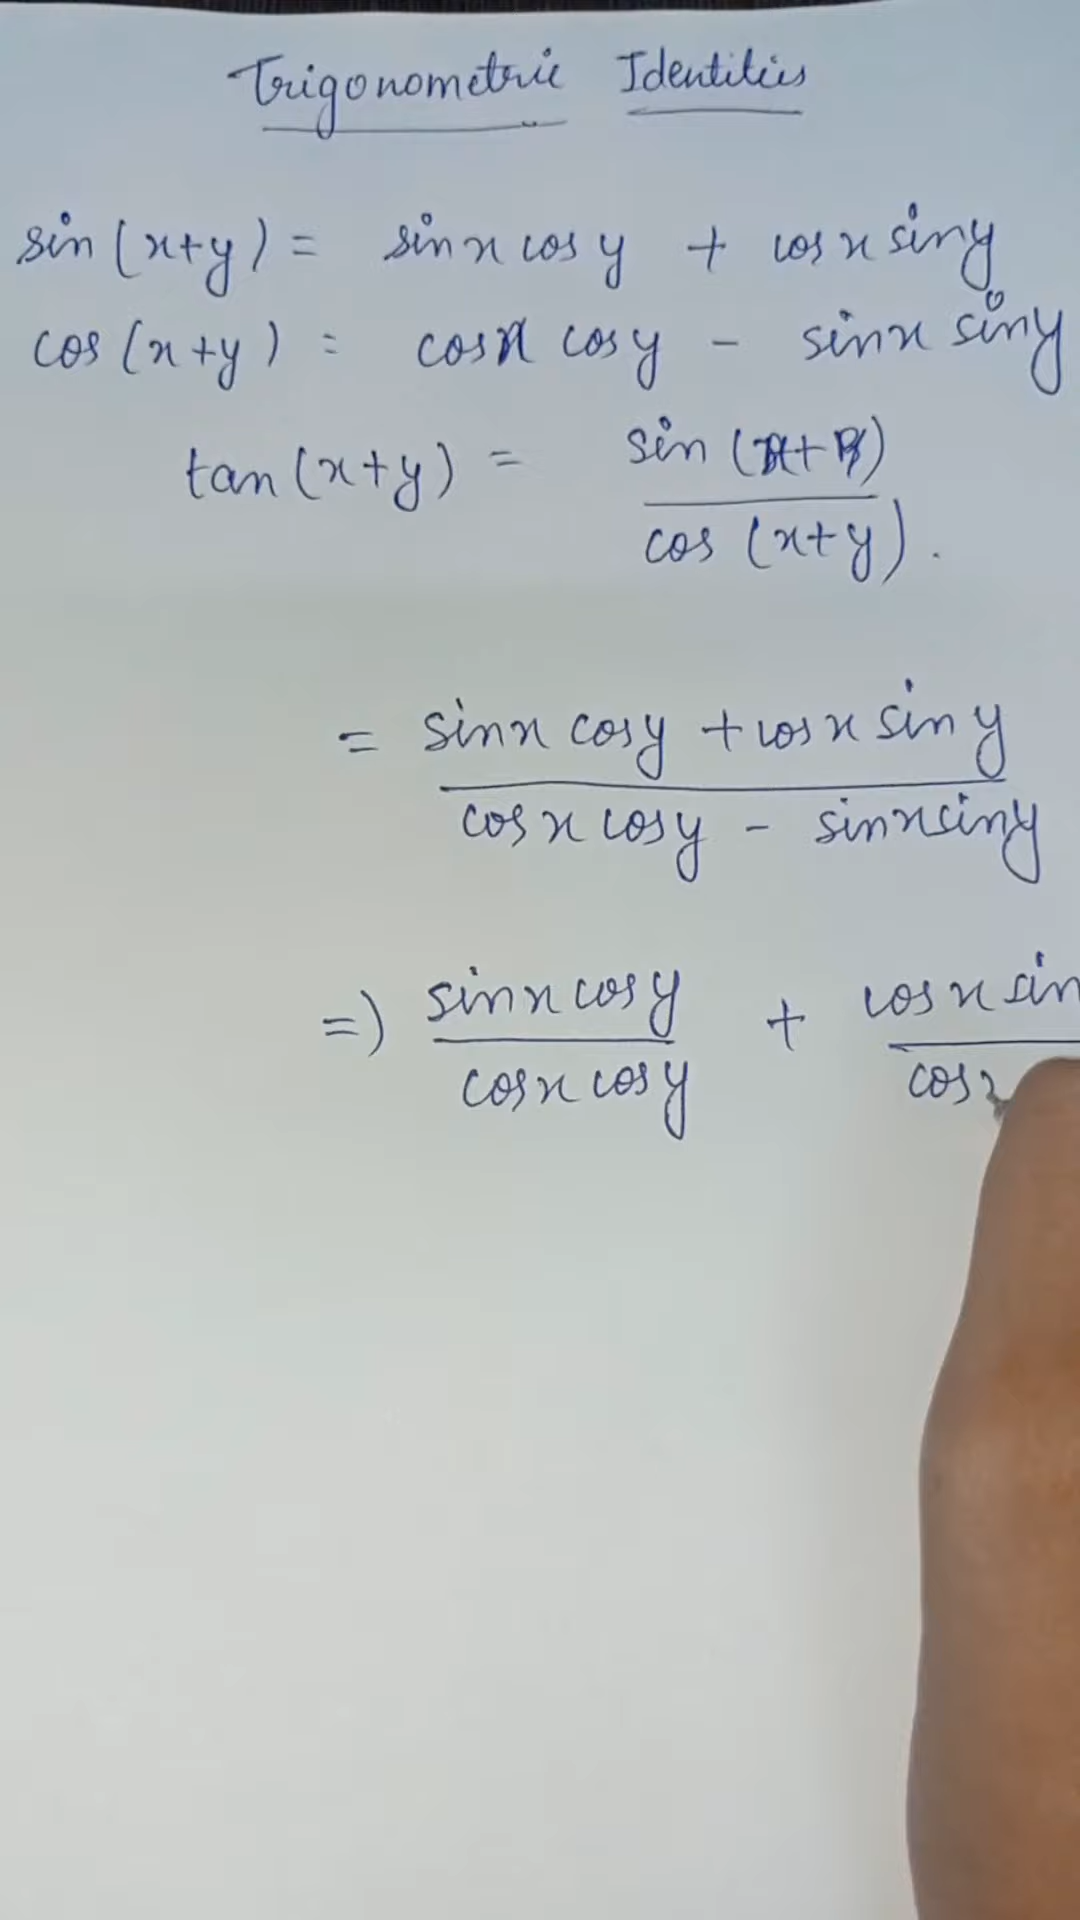 Trigonometric Identities
sin (x+y) = sinx cosy + cosx siny
cos (x+y) = cosx cosy - sinx siny
tan (x+y) = sin (x+y)
cos (x+y).
= sinx cosy + cosx siny
cosx cosy - sinx siny
=) sinx cosy + cosx sin
cosx cosy cosx